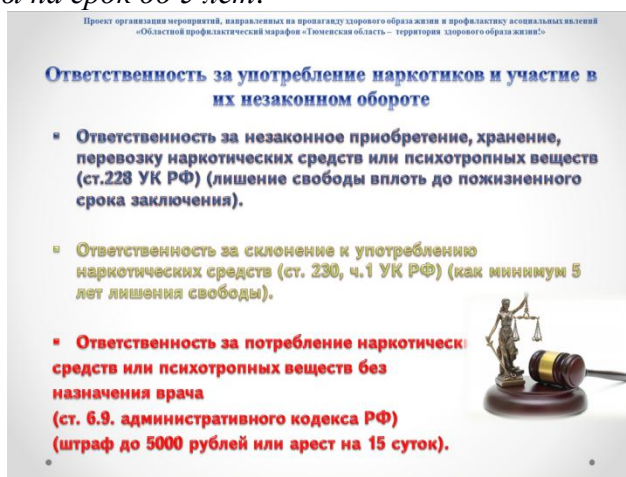 на срок до 5 лет.
Проект организация мероприятий, направленных на пропаганду здорового образа жизни и профилактику асоциальных явлений
«Областной профилактический марафон «Тюменская область – территория здорового образа жизни!»
Ответственность за употребление наркотиков и участие в
их незаконном обороте
▪ Ответственность за незаконное приобретение, хранение,
перевозку наркотических средств или психотропных веществ
(ст.228 УК РФ) (лишение свободы вплоть до пожизненного
срока заключения).
▪ Ответственность за склонение к употреблению
наркотических средств (ст. 230, ч.1 УК РФ) (как минимум 5
лет лишения свободы).
▪ Ответственность за потребление наркотическ
средств или психотропных веществ без
назначения врача
(ст. 6.9. административного кодекса РФ)
(штраф до 5000 рублей или арест на 15 суток).